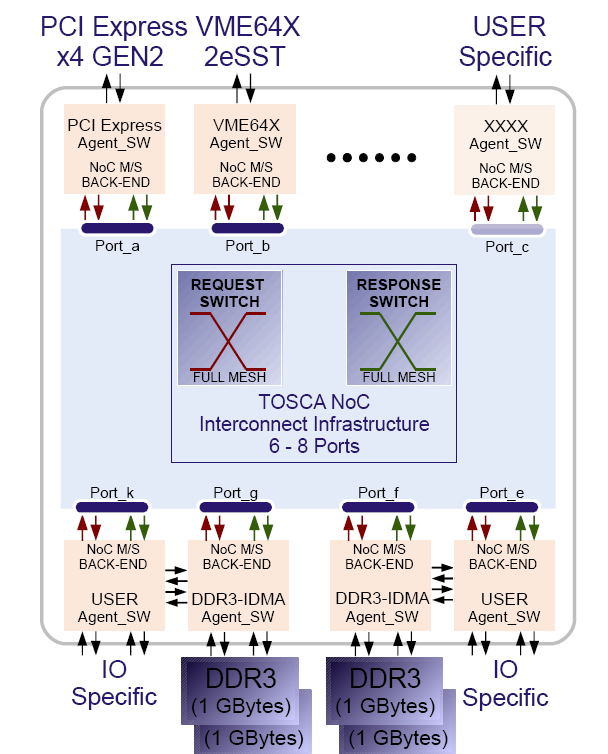 PCI Express
x4 GEN2
VME64X
2eSST
USER
Specific
PCI Express
Agent_SW
NoC M/S
BACK-END
VME64X
Agent_SW
NoC M/S
BACK-END
XXXX
Agent_SW
NoC M/S
BACK-END
Port_a
Port_b
Port_c
REQUEST
SWITCH
FULL MESH
RESPONSE
SWITCH
FULL MESH
TOSCA NoC
Interconnect Infrastructure
6 - 8 Ports
Port_k
Port_g
Port_f
Port_e
NoC M/S
BACK-END
USER
Agent_SW
NoC M/S
BACK-END
DDR3-IDMA
Agent_SW
NoC M/S
BACK-END
DDR3-IDMA
Agent_SW
NoC M/S
BACK-END
USER
Agent_SW
IO
Specific
DDR3
(1 GBytes)
(1 GBytes)
DDR3
(1 GBytes)
(1 GBytes)
IO
Specific